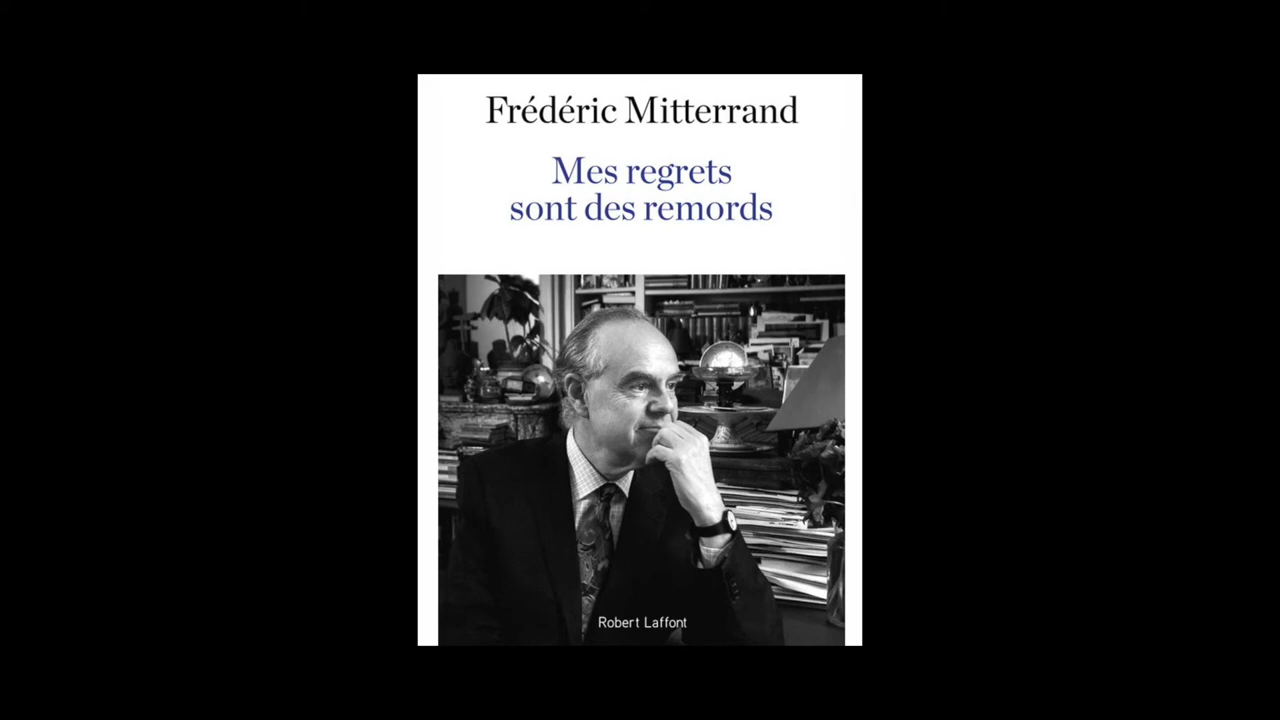 Frédéric Mitterrand
Mes regrets
sont des remords
Robert Laffont